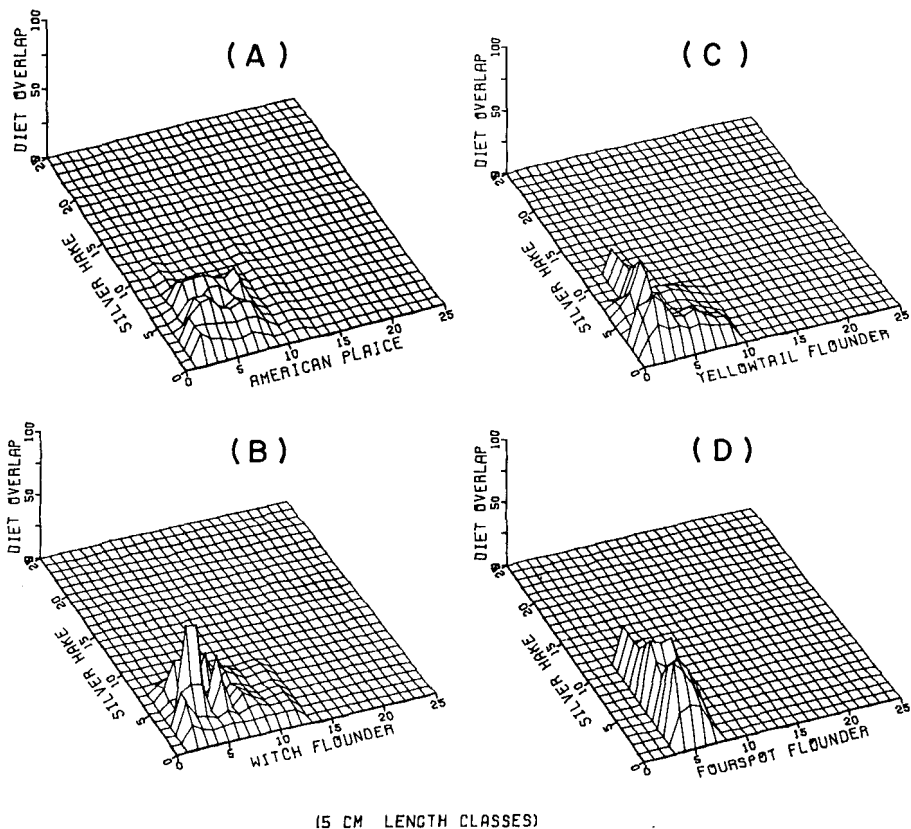 (A)
DIET OVERLAP
0 50 100
SILVER HAKE
0 5 10 15 20 25
AMERICAN PLAICE
0 5 10 15 20 25
(C)
DIET OVERLAP
0 50 100
SILVER HAKE
0 5 10 15 20 25
YELLOWTAIL FLOUNDER
0 5 10 15 20 25
(B)
DIET OVERLAP
0 50 100
SILVER HAKE
0 5 10 15 20 25
WITCH FLOUNDER
0 5 10 15 20 25
(D)
DIET OVERLAP
0 50 100
SILVER HAKE
0 5 10 15 20 25
FOURSPOT FLOUNDER
0 5 10 15 20 25
(5 CM LENGTH CLASSES)